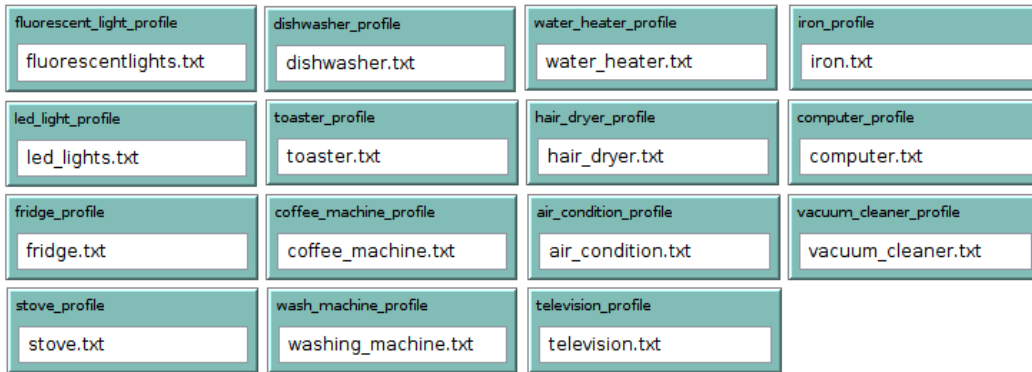 fluorescent_light_profile
fluorescentlights.txt
dishwasher_profile
dishwasher.txt
water_heater_profile
water_heater.txt
iron_profile
iron.txt
led_light_profile
led_lights.txt
toaster_profile
toaster.txt
hair_dryer_profile
hair_dryer.txt
computer_profile
computer.txt
fridge_profile
fridge.txt
coffee_machine_profile
coffee_machine.txt
air_condition_profile
air_condition.txt
vacuum_cleaner_profile
vacuum_cleaner.txt
stove_profile
stove.txt
wash_machine_profile
washing_machine.txt
television_profile
television.txt